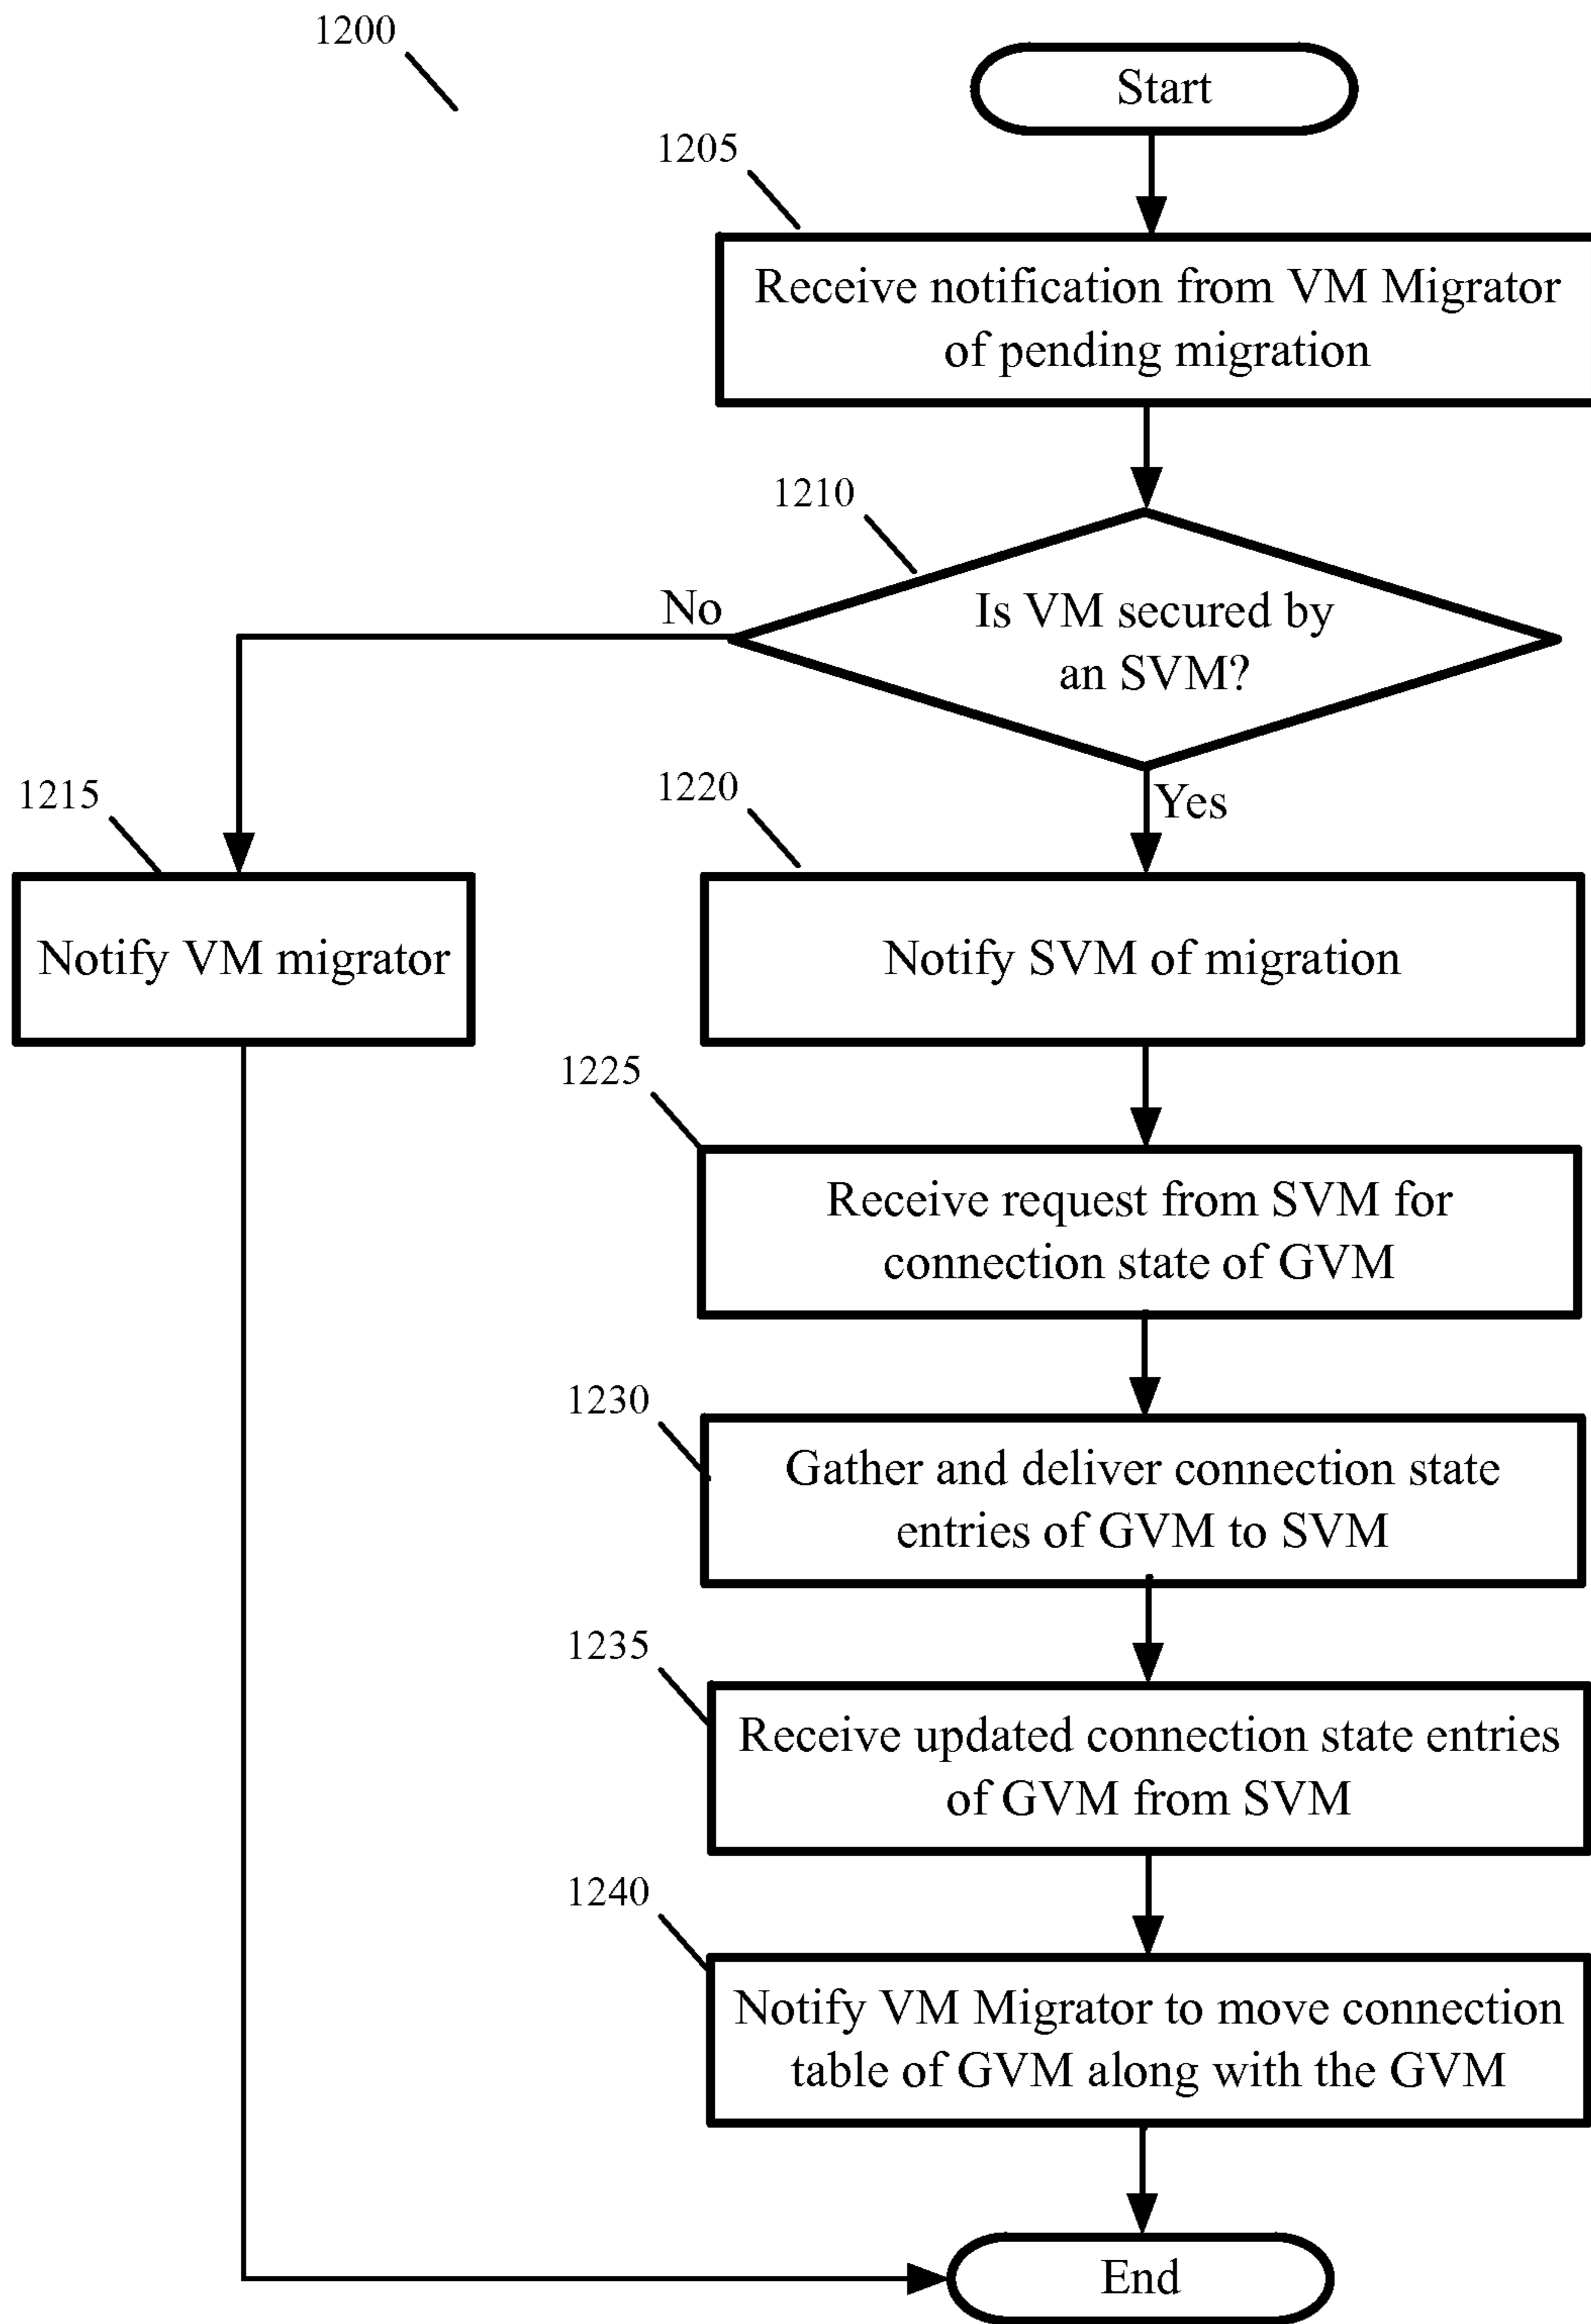 1200
Start
1205
Receive notification from VM Migrator
of pending migration
1210
Is VM secured by
an SVM?
No
Yes
1215
Notify VM migrator
1220
Notify SVM of migration
1225
Receive request from SVM for
connection state of GVM
1230
Gather and deliver connection state
entries of GVM to SVM
1235
Receive updated connection state entries
of GVM from SVM
1240
Notify VM Migrator to move connection
table of GVM along with the GVM
End